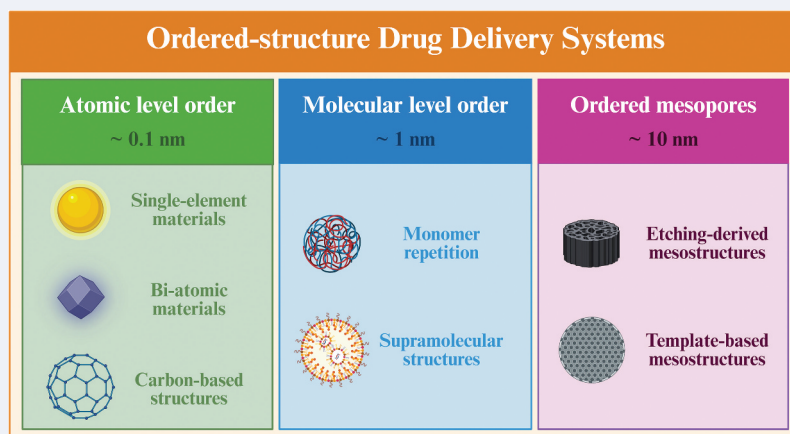 Ordered-structure Drug Delivery Systems
Atomic level order
~ 0.1 nm
Single-element
materials
Bi-atomic
materials
Carbon-based
structures
Molecular level order
~ 1 nm
Monomer
repetition
Supramolecular
structures
Ordered mesopores
~ 10 nm
Etching-derived
mesostructures
Template-based
mesostructures